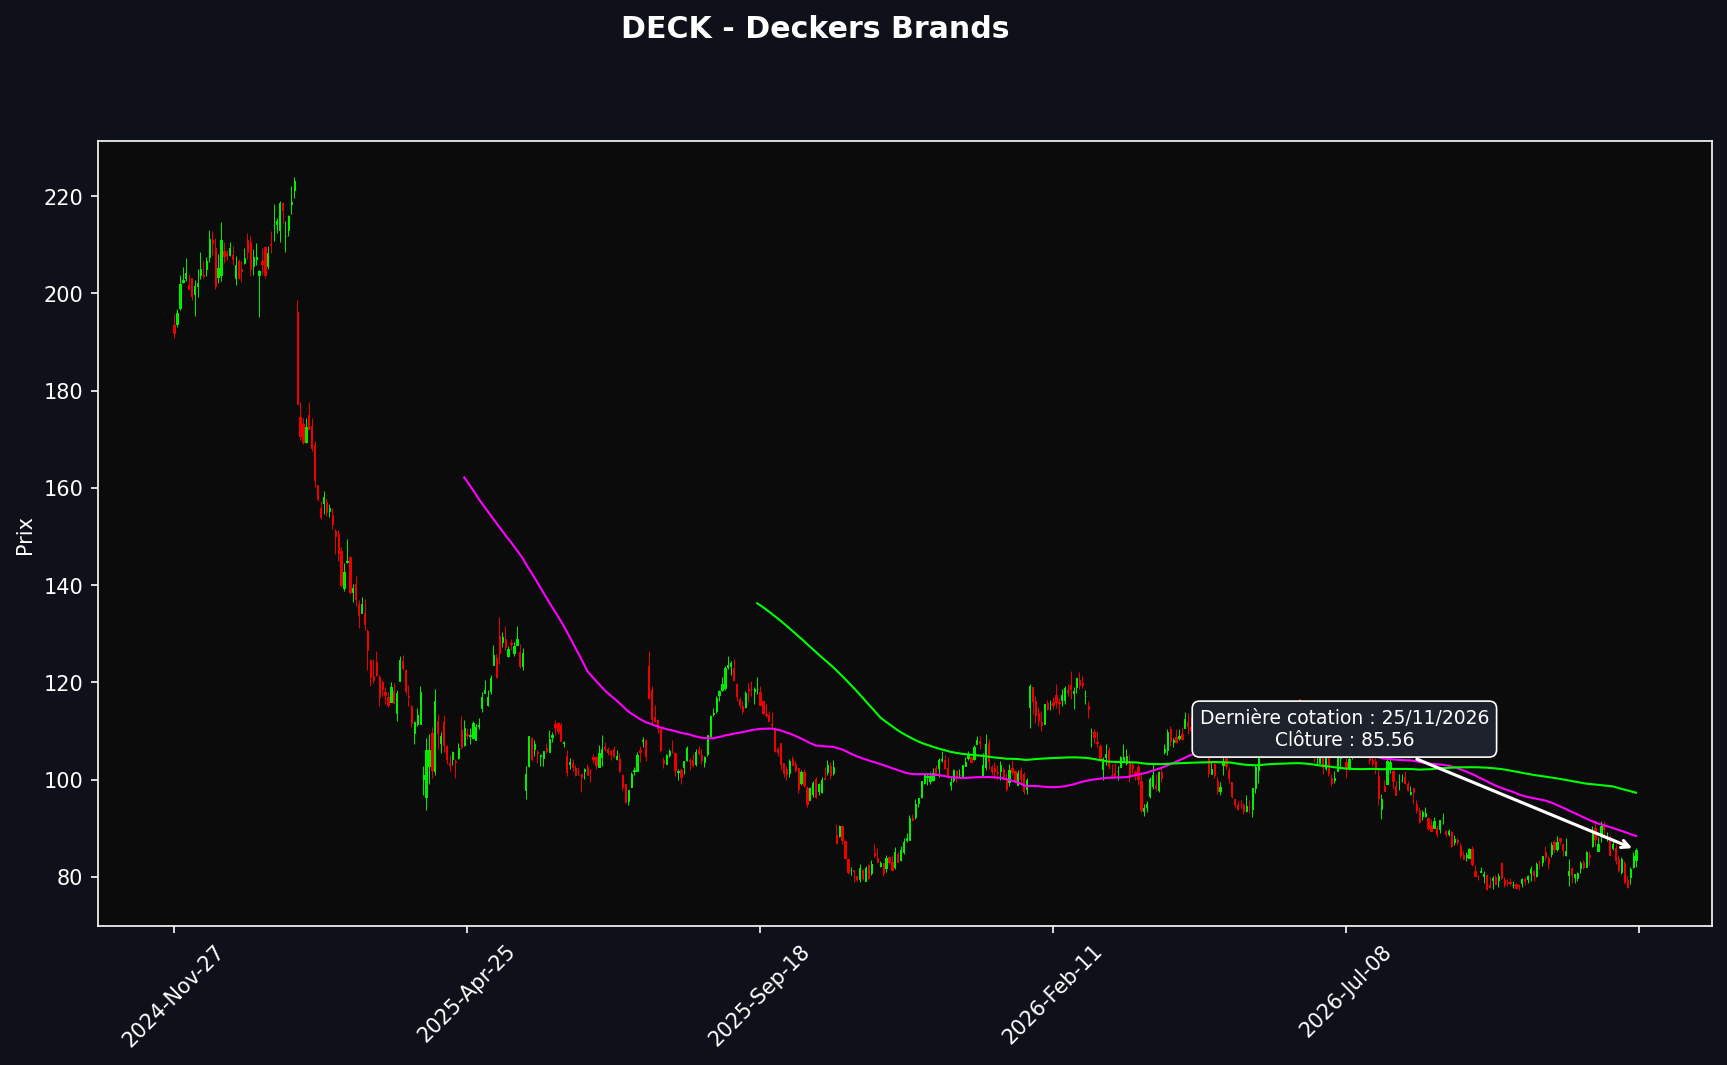 DECK - Deckers Brands
220
200
180
160
140
120
100
80
Prix
Dernière cotation : 25/11/2026
Clôture : 85.56
2024-Nov-27
2025-Apr-25
2025-Sep-18
2026-Feb-11
2026-Jul-08